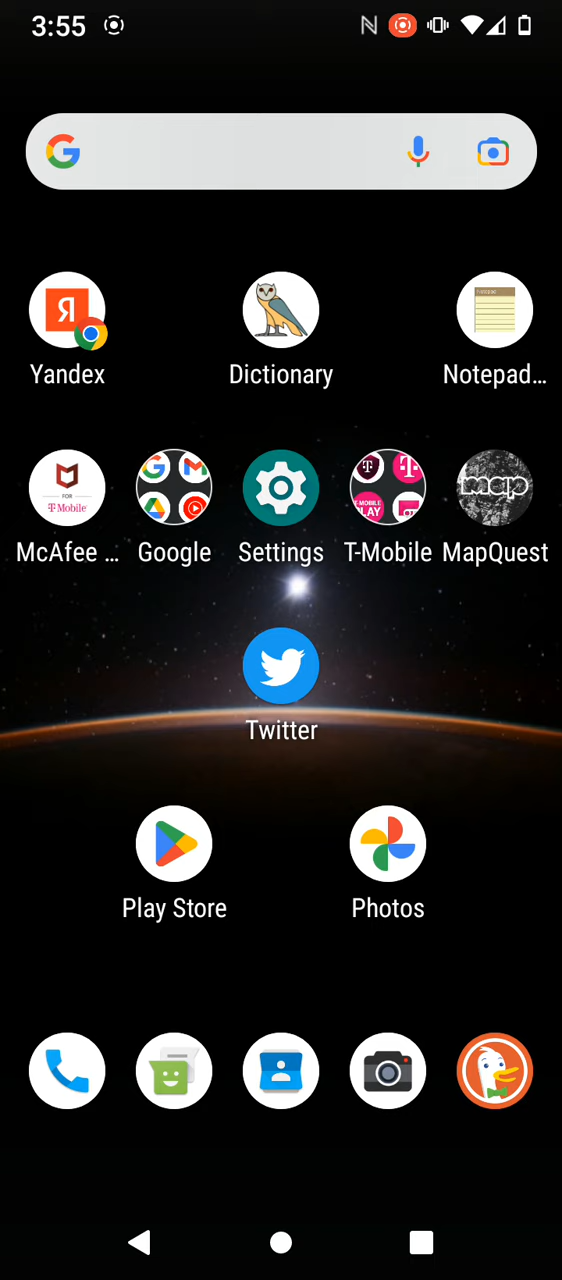 3:55
Yandex
Dictionary
Notepad...
McAfee ...
Google
Settings
T-Mobile
MapQuest
Twitter
Play Store
Photos